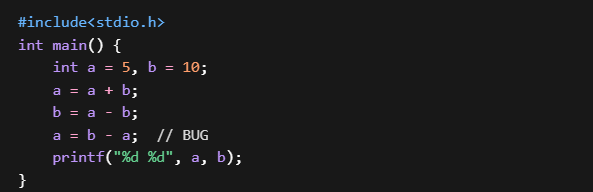 #include<stdio.h>
int main() {
    int a = 5, b = 10;
    a = a + b;
    b = a - b;
    a = b - a;  // BUG
    printf("%d %d", a, b);
}